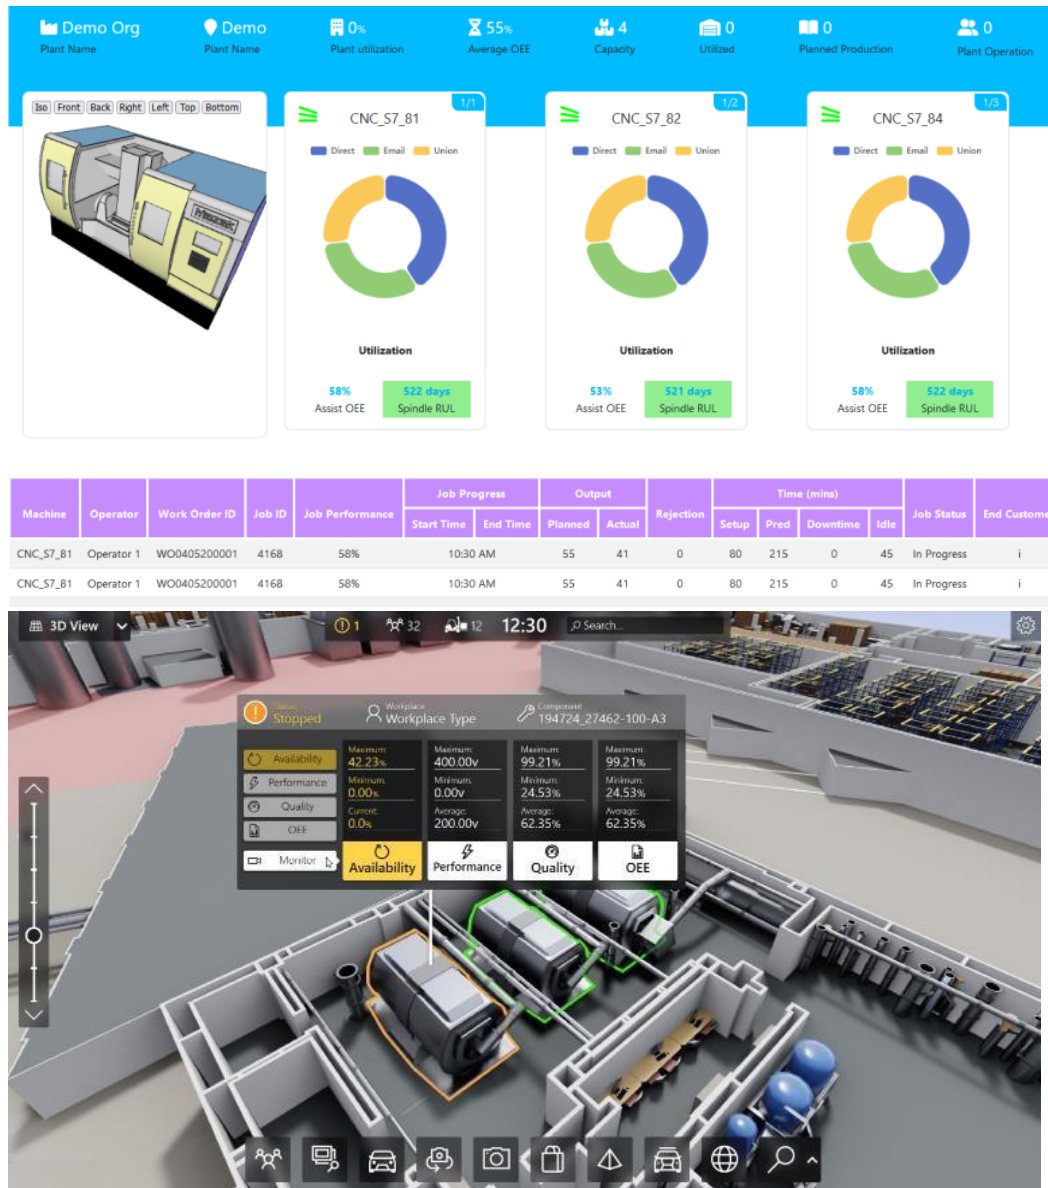 Demo Org
Plant Name
Demo
Plant Name
0%
Plant utilization
55%
Average OEE
4
Capacity
0
Utilized
0
Planned Production
0
Plant Operation
Iso Front Back Right Left Top Bottom
Mazak
1/1
CNC_S7_81
Direct Email Union
Utilization
58%
Assist OEE
522 days
Spindle RUL
1/2
CNC_S7_82
Direct Email Union
Utilization
53%
Assist OEE
521 days
Spindle RUL
1/3
CNC_S7_84
Direct Email Union
Utilization
58%
Assist OEE
522 days
Spindle RUL
Machine Operator Work Order ID Job ID Job Performance Job Progress Output Rejection Time (mins) Job Status End Custome
Start Time End Time Planned Actual Setup Pred Downtime Idle
CNC_S7_81 Operator 1 WO0405200001 4168 58% 10:30 AM 55 41 0 80 215 0 45 In Progress i
CNC_S7_81 Operator 1 WO0405200001 4168 58% 10:30 AM 55 41 0 80 215 0 45 In Progress i
3D View 1 32 12 12:30 Search...
Status
Stopped
Workplace
Workplace Type
Component
194724_27462-100-A3
Availability
Performance
Quality
OEE
Monitor
Maximum:
42.23%
Minimum:
0.00%
Current:
0.0%
Availability
Maximum:
400.00v
Minimum:
0.00v
Average:
200.00v
Performance
Maximum:
99.21%
Minimum:
24.53%
Average:
62.35%
Quality
Maximum:
99.21%
Minimum:
24.53%
Average:
62.35%
OEE